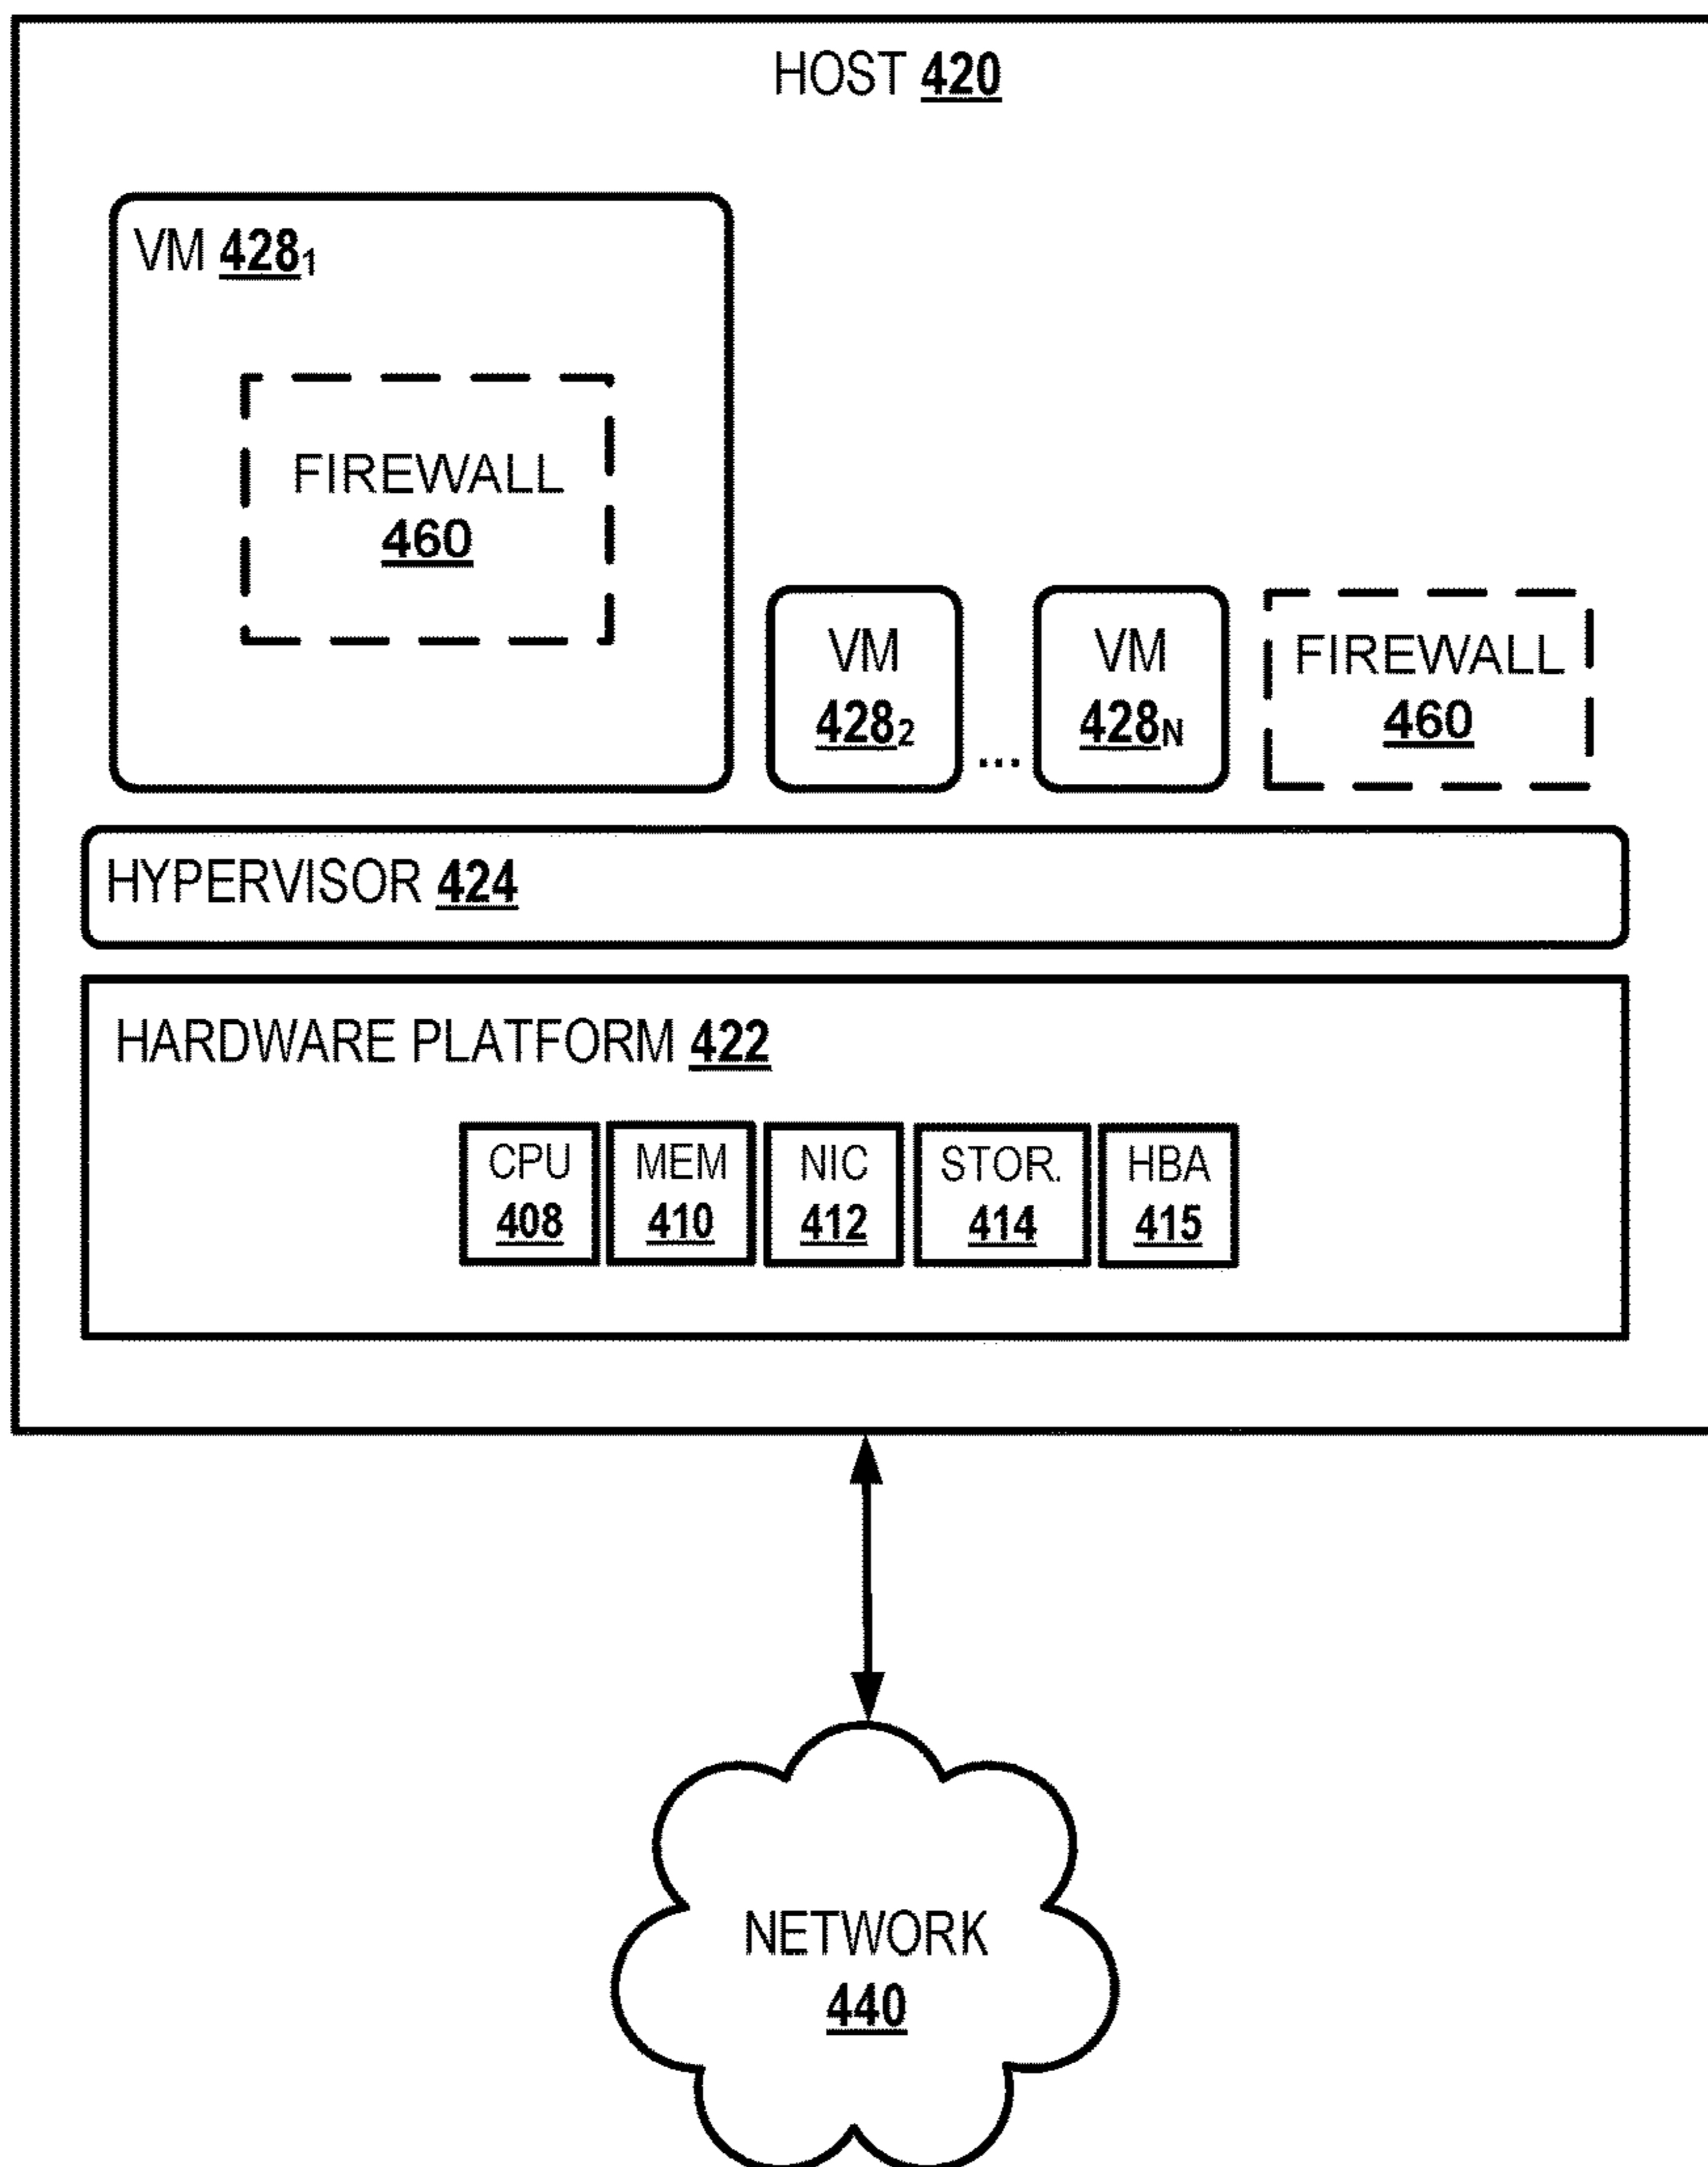 HOST 420
VM 428₁
FIREWALL
460
VM
428₂
...
VM
428N
FIREWALL
460
HYPERVISOR 424
HARDWARE PLATFORM 422
CPU
408
MEM
410
NIC
412
STOR.
414
HBA
415
NETWORK
440